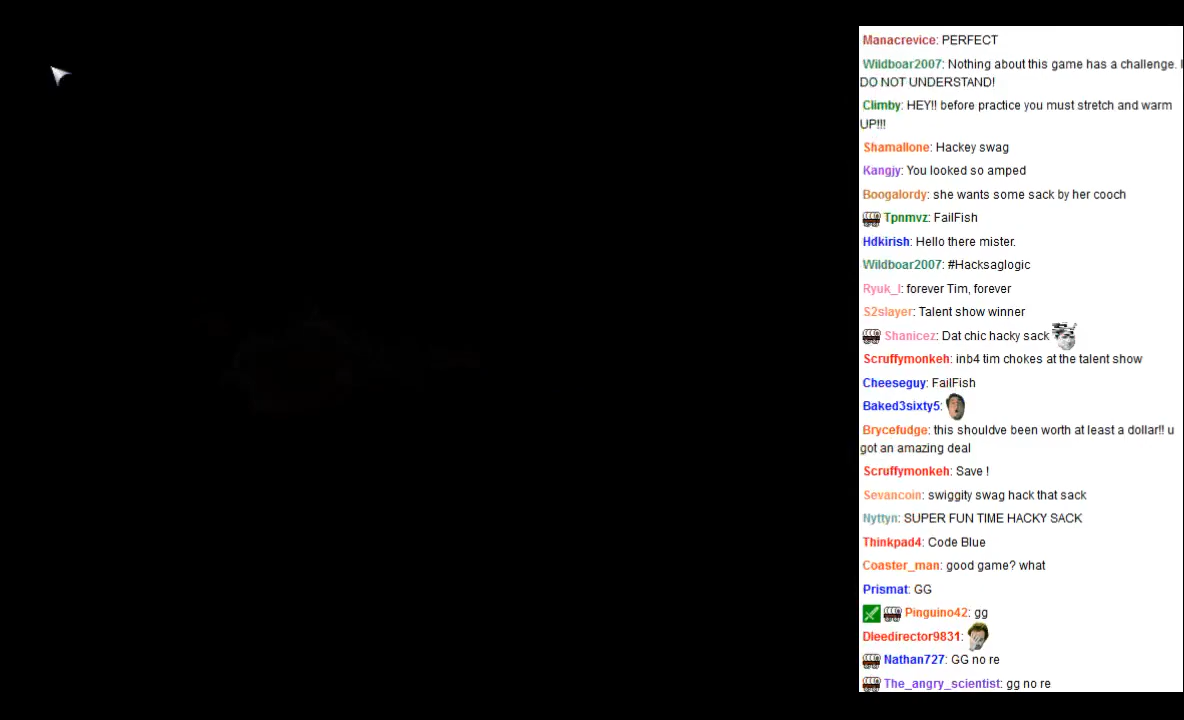 Manacrevice: PERFECT
Wildboar2007: Nothing about this game has a challenge. I
DO NOT UNDERSTAND!
Climby: HEY!! before practice you must stretch and warm
UP!!!
Shamallone: Hackey swag
Kangjy: You looked so amped
Boogalordy: she wants some sack by her cooch
Tpnmvz: FailFish
Hdkirish: Hello there mister.
Wildboar2007: #Hacksaglogic
Ryuk_I: forever Tim, forever
S2slayer: Talent show winner
Shanicez: Dat chic hacky sack
Scruffymonkeh: inb4 tim chokes at the talent show
Cheeseguy: FailFish
Baked3sixty5:
Brycefudge: this shouldve been worth at least a dollar!! u
got an amazing deal
Scruffymonkeh: Save !
Sevancoin: swiggity swag hack that sack
Nyttyn: SUPER FUN TIME HACKY SACK
Thinkpad4: Code Blue
Coaster_man: good game? what
Prismat: GG
Pinguino42: gg
Dleedirector9831:
Nathan727: GG no re
The_angry_scientist: gg no re